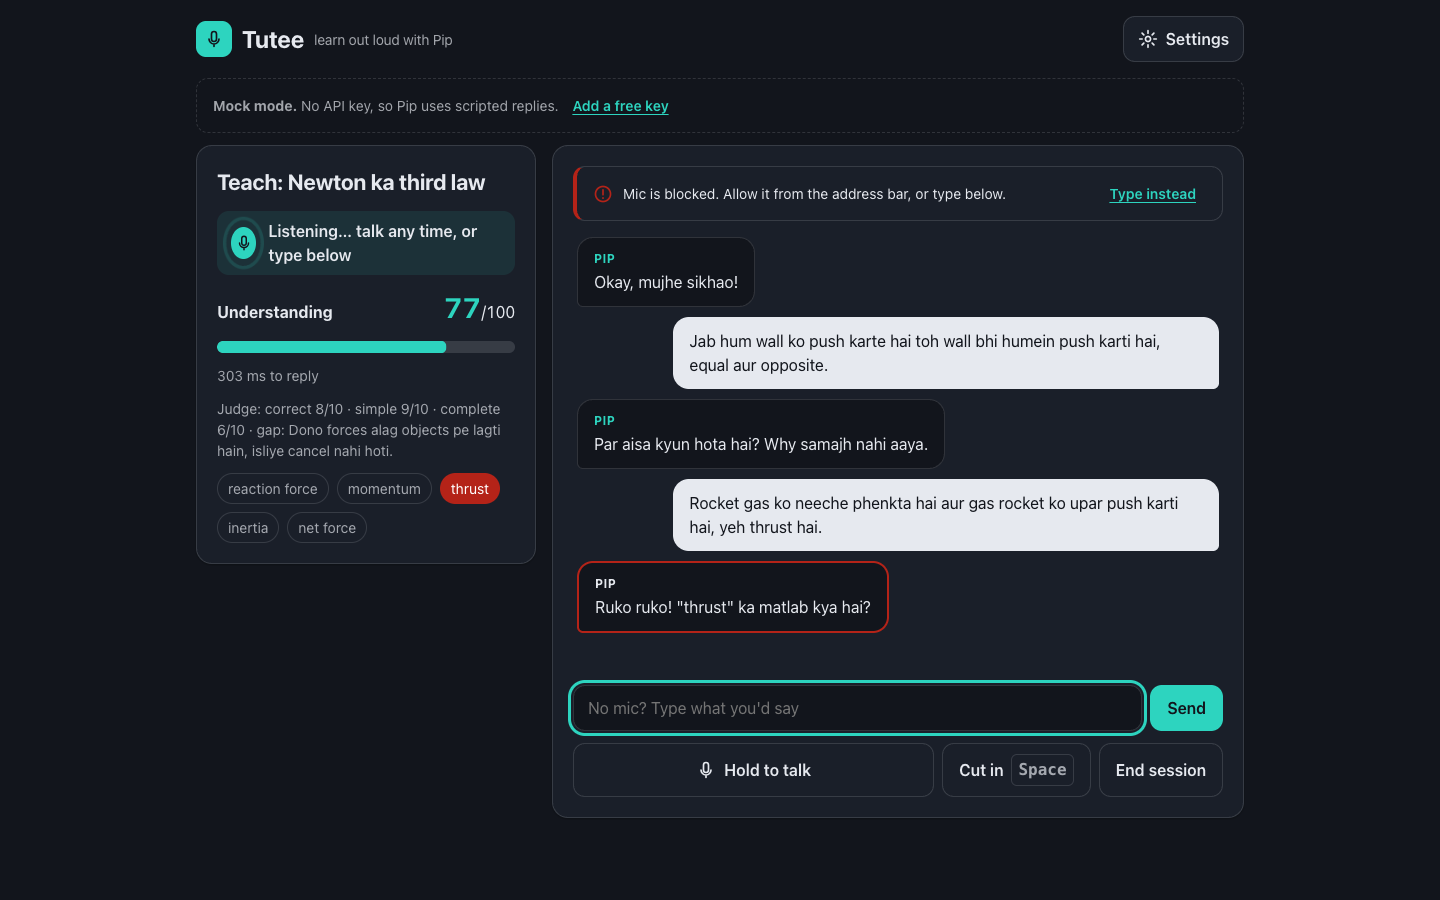 Tutee learn out loud with Pip
Settings
Mock mode. No API key, so Pip uses scripted replies. Add a free key
Teach: Newton ka third law
Listening... talk any time, or
type below
Understanding 77/100
303 ms to reply
Judge: correct 8/10 · simple 9/10 · complete
6/10 · gap: Dono forces alag objects pe lagti
hain, isliye cancel nahi hoti.
reaction force momentum thrust
inertia net force
Mic is blocked. Allow it from the address bar, or type below. Type instead
PIP
Okay, mujhe sikhao!
Jab hum wall ko push karte hai toh wall bhi humein push karti hai,
equal aur opposite.
PIP
Par aisa kyun hota hai? Why samajh nahi aaya.
Rocket gas ko neeche phenkta hai aur gas rocket ko upar push karti
hai, yeh thrust hai.
PIP
Ruko ruko! "thrust" ka matlab kya hai?
No mic? Type what you'd say Send
Hold to talk Cut in Space End session